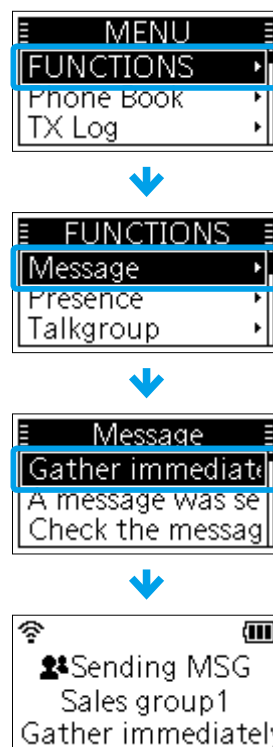 MENU
FUNCTIONS
Phone Book
TX Log
FUNCTIONS
Message
Presence
Talkgroup
Message
Gather immediate
A message was se
Check the messag
Sending MSG
Sales group1
Gather immediately